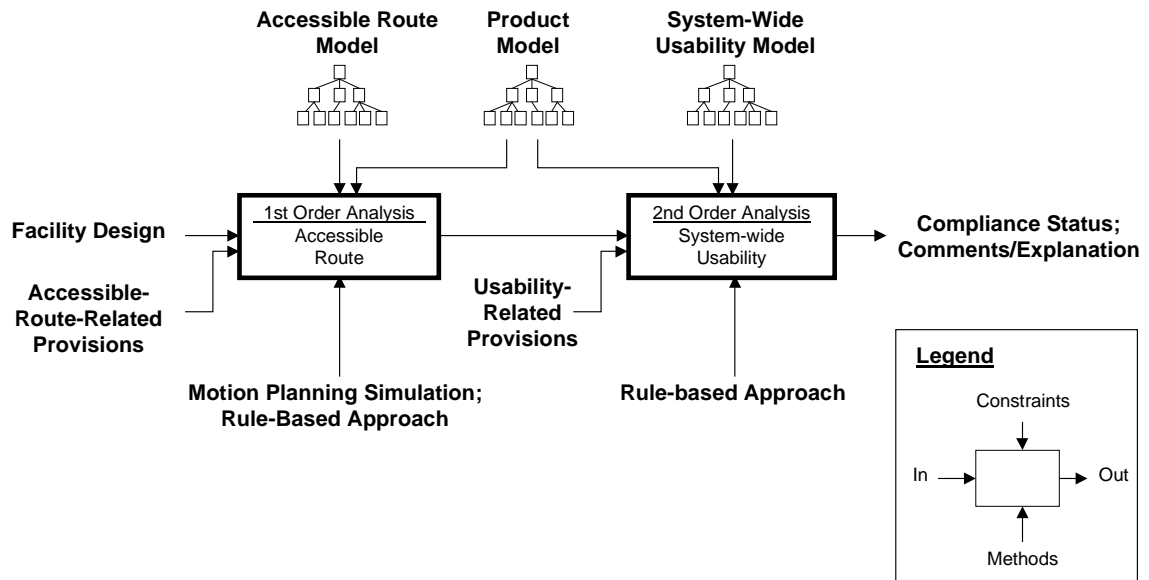 Accessible Route
Model
Product
Model
System-Wide
Usability Model
1st Order Analysis
Accessible
Route
2nd Order Analysis
System-wide
Usability
Facility Design
Accessible-
Route-Related
Provisions
Usability-
Related
Provisions
Compliance Status;
Comments/Explanation
Motion Planning Simulation;
Rule-Based Approach
Rule-based Approach
Legend
Constraints
In
Out
Methods